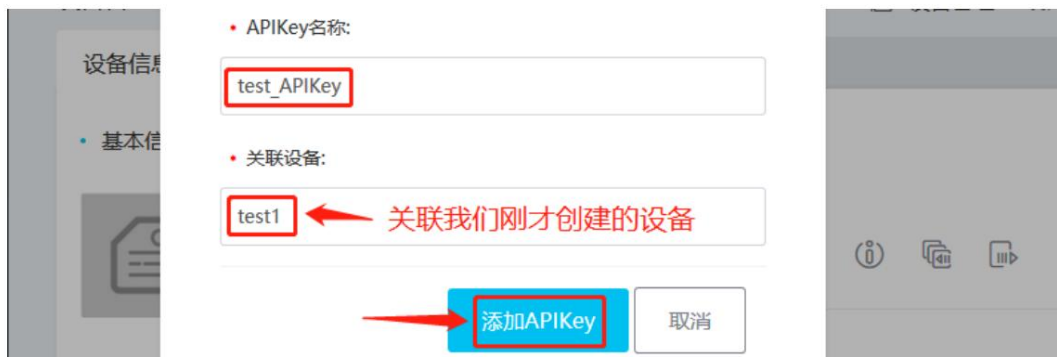 • APIKey名称:
设备信息
test_APIKey
• 基本信
• 关联设备:
test1 关联我们刚才创建的设备
添加APIKey 取消